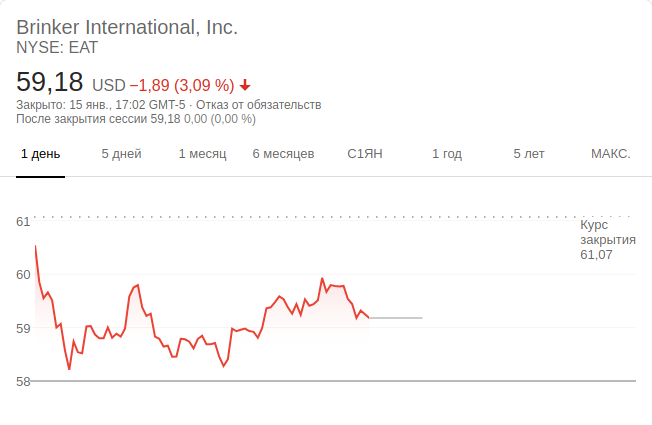 Brinker International, Inc.
NYSE: EAT
59,18 USD −1,89 (3,09 %)
Закрыто: 15 янв., 17:02 GMT-5 · Отказ от обязательств
После закрытия сессии 59,18 0,00 (0,00 %)
1 день 5 дней 1 месяц 6 месяцев С1ЯН 1 год 5 лет МАКС.
61
Курс
закрытия
61,07
60
59
58